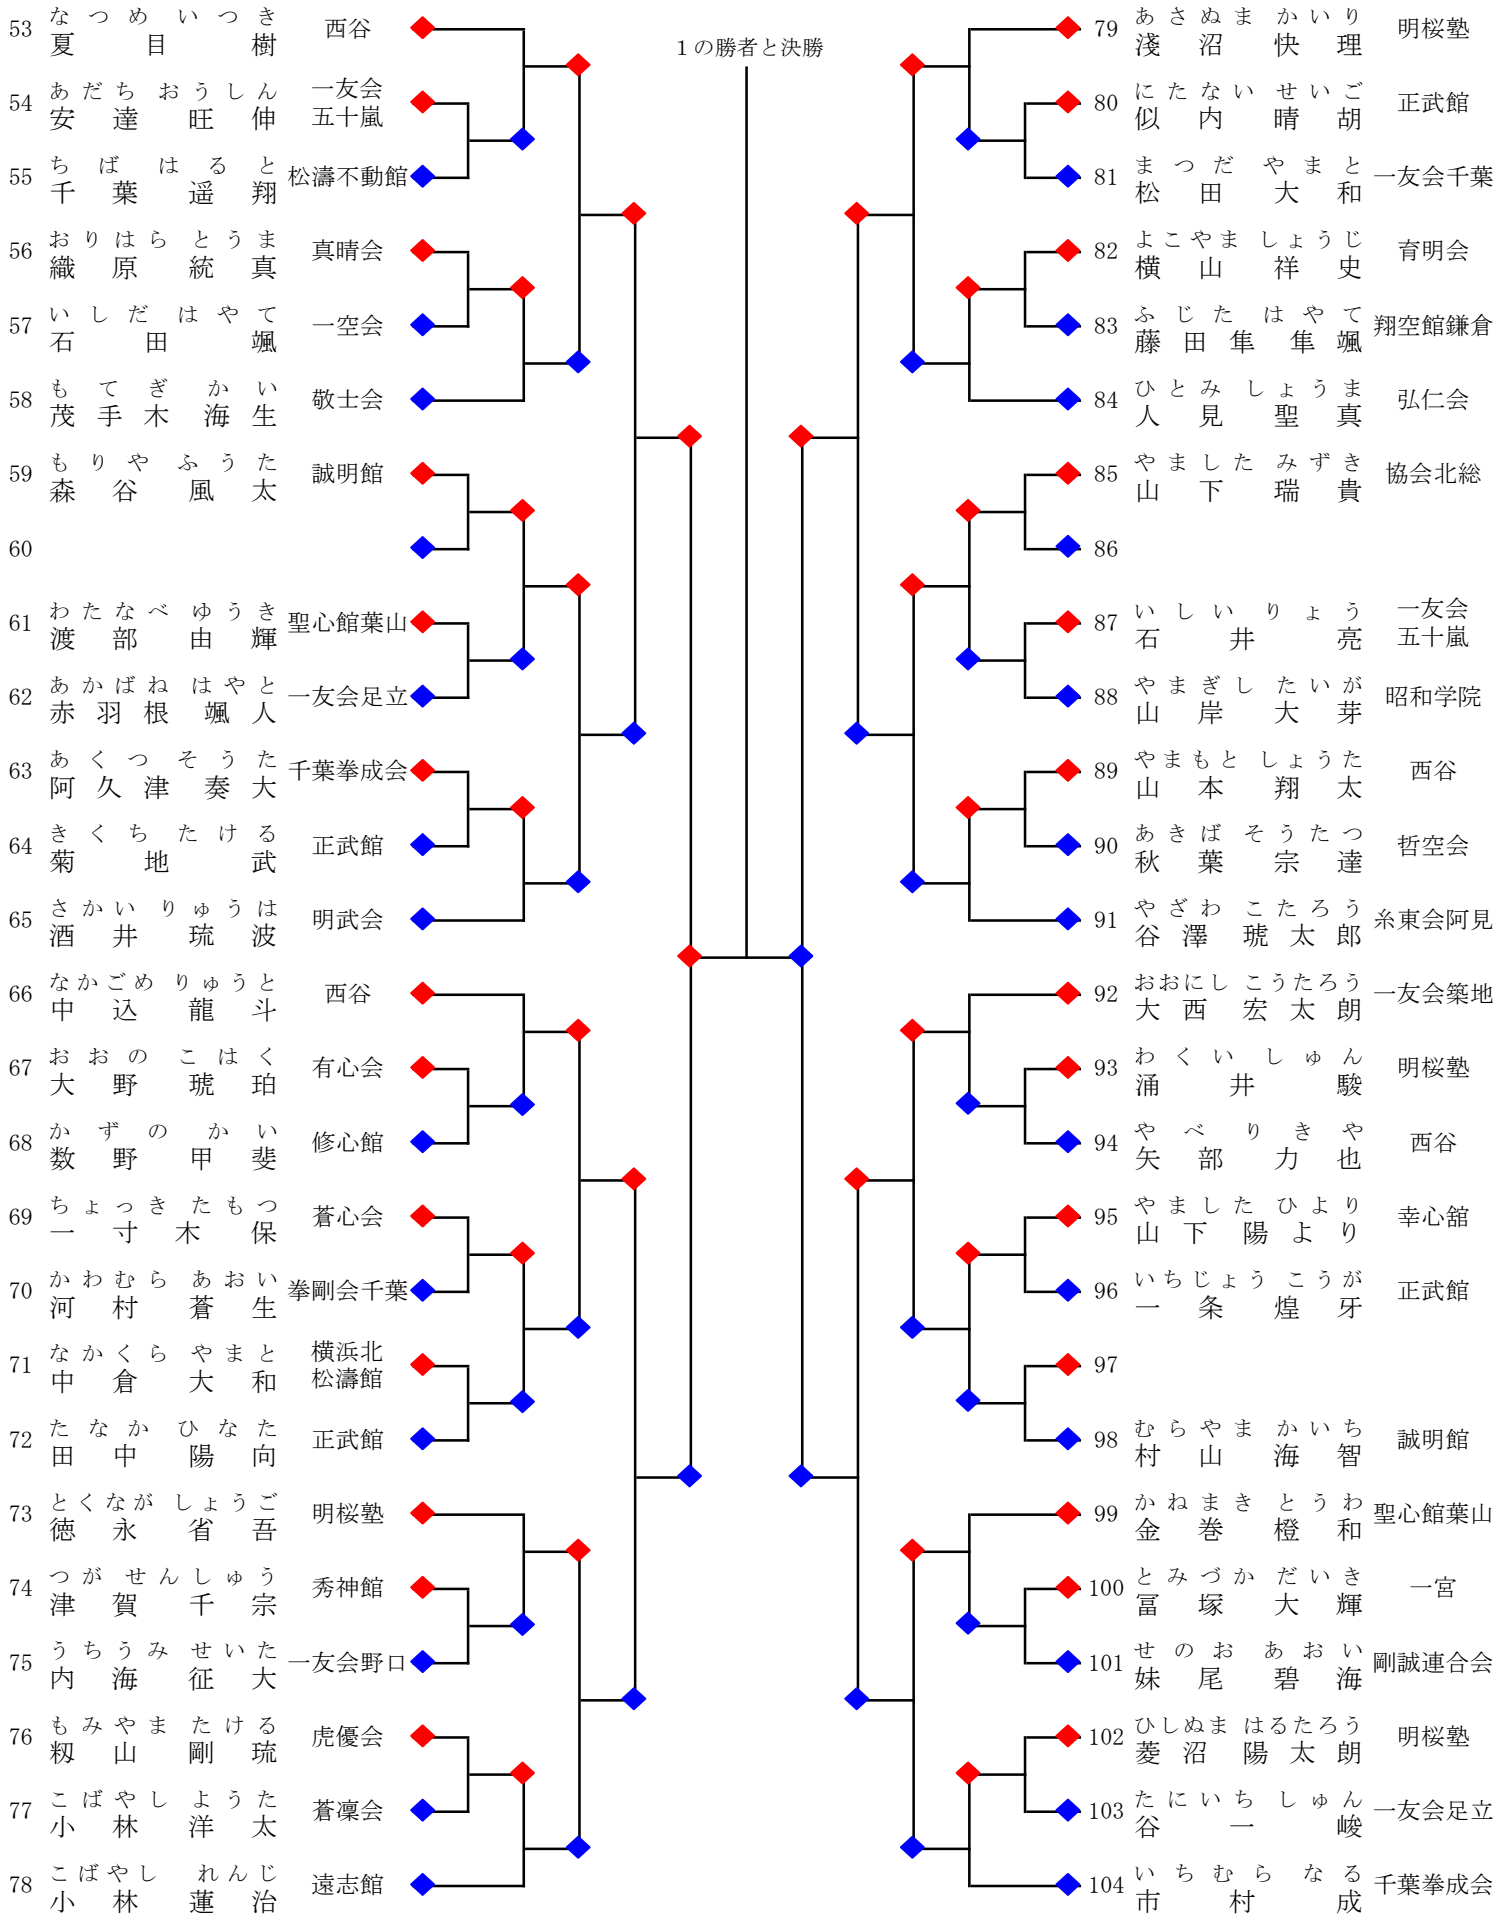 1の勝者と決勝
なつめ いつき
53 夏目 樹 西谷
あだち おうしん
54 安達 旺伸 一友会
五十嵐
ちば はると
55 千葉 遥翔 松濤不動館
おりはら とうま
56 織原 統真 真晴会
いしだ はやて
57 石田 颯 一空会
もてぎ かい
58 茂手木 海生 敬士会
もりや ふうた
59 森谷 風太 誠明館
60
わたなべ ゆうき
61 渡部 由輝 聖心館葉山
あかばね はやと
62 赤羽根 颯人 一友会足立
あくつ そうた
63 阿久津 奏大 千葉拳成会
きくち たける
64 菊地 武 正武館
さかい りゅうは
65 酒井 琉波 明武会
なかごめ りゅうと
66 中込 龍斗 西谷
おおの こはく
67 大野 琥珀 有心会
かずの かい
68 数野 甲斐 修心館
ちょっき たもつ
69 一寸木 保 蒼心会
かわむら あおい
70 河村 蒼生 拳剛会千葉
なかくら やまと
71 中倉 大和 横浜北
松濤館
たなか ひなた
72 田中 陽向 正武館
とくなが しょうご
73 徳永 省吾 明桜塾
つが せんしゅう
74 津賀 千宗 秀神館
うちうみ せいた
75 内海 征大 一友会野口
もみやま たける
76 籾山 剛琉 虎優会
こばやし ようた
77 小林 洋太 蒼凜会
こばやし れんじ
78 小林 蓮治 遠志館
あさぬま かいり
79 淺沼 快理 明桜塾
にたない せいご
80 似内 晴胡 正武館
まつだ やまと
81 松田 大和 一友会千葉
よこやま しょうじ
82 横山 祥史 育明会
ふじた はやて
83 藤田隼 隼颯 翔空館鎌倉
ひとみ しょうま
84 人見 聖真 弘仁会
やました みずき
85 山下 瑞貴 協会北総
86
いしい りょう
87 石井 亮 一友会
五十嵐
やまぎし たいが
88 山岸 大芽 昭和学院
やまもと しょうた
89 山本 翔太 西谷
あきば そうたつ
90 秋葉 宗達 哲空会
やざわ こたろう
91 谷澤 琥太郎 糸東会阿見
おおにし こうたろう
92 大西 宏太朗 一友会築地
わくい しゅん
93 涌井 駿 明桜塾
やべ りきや
94 矢部 力也 西谷
やました ひより
95 山下 陽より 幸心舘
いちじょう こうが
96 一条 煌牙 正武館
97
むらやま かいち
98 村山 海智 誠明館
かねまき とうわ
99 金巻 橙和 聖心館葉山
とみづか だいき
100 冨塚 大輝 一宮
せのお あおい
101 妹尾 碧海 剛誠連合会
ひしぬま はるたろう
102 菱沼 陽太朗 明桜塾
たにいち しゅん
103 谷一 峻 一友会足立
いちむら なる
104 市村 成 千葉拳成会